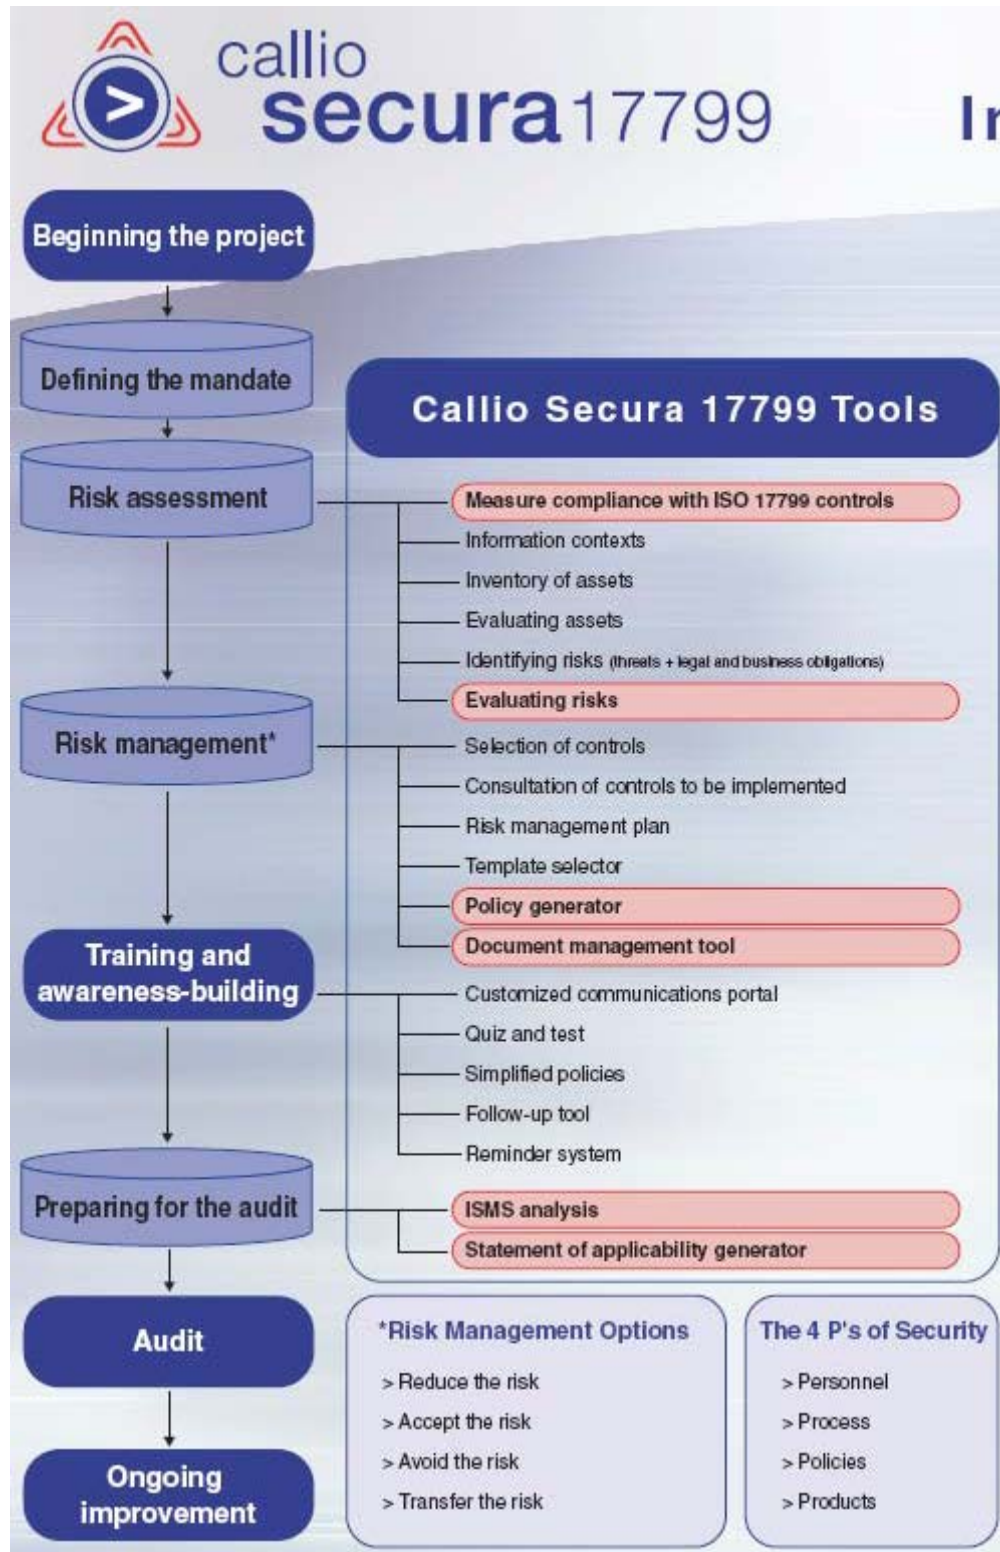 callio
secura17799
In
Beginning the project
Defining the mandate
Callio Secura 17799 Tools
Risk assessment
Measure compliance with ISO 17799 controls
Information contexts
Inventory of assets
Evaluating assets
Identifying risks (threats + legal and business obligations)
Evaluating risks
Risk management*
Selection of controls
Consultation of controls to be implemented
Risk management plan
Template selector
Policy generator
Document management tool
Training and
awareness-building
Customized communications portal
Quiz and test
Simplified policies
Follow-up tool
Reminder system
Preparing for the audit
ISMS analysis
Statement of applicability generator
Audit
Ongoing
improvement
*Risk Management Options
> Reduce the risk
> Accept the risk
> Avoid the risk
> Transfer the risk
The 4 P's of Security
> Personnel
> Process
> Policies
> Products